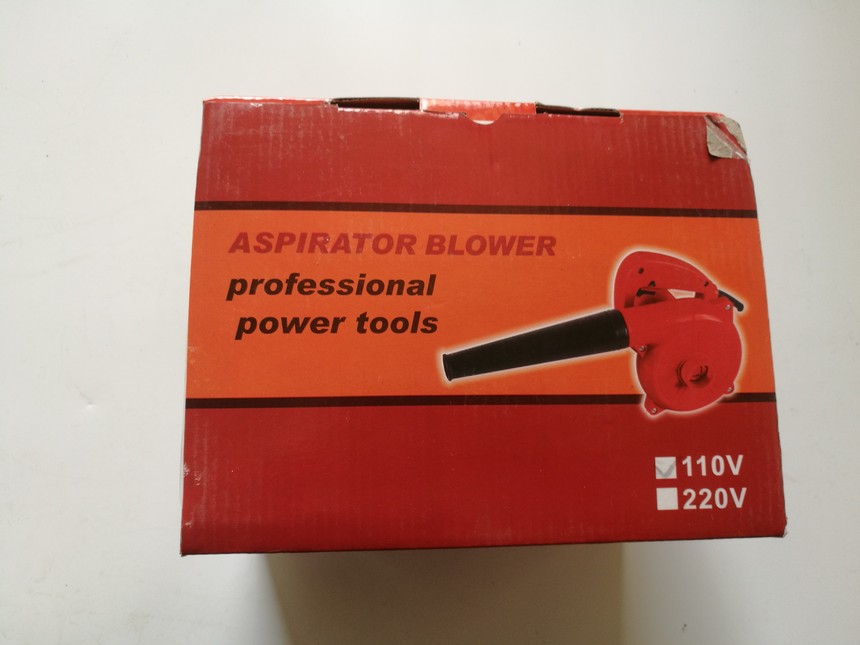 ASPIRATOR BLOWER
professional
power tools
110V
220V